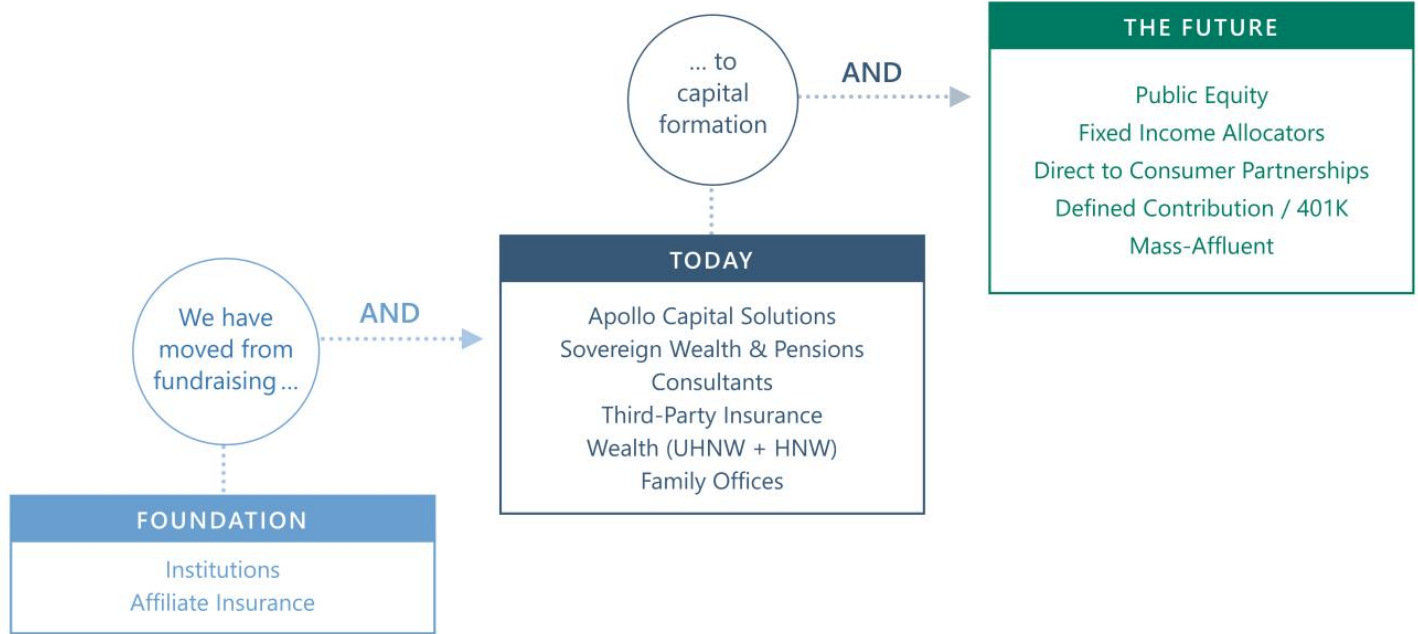 FOUNDATION
Institutions
Affiliate Insurance
We have
moved from
fundraising ...
AND
TODAY
Apollo Capital Solutions
Sovereign Wealth & Pensions
Consultants
Third-Party Insurance
Wealth (UHNW + HNW)
Family Offices
... to
capital
formation
AND
THE FUTURE
Public Equity
Fixed Income Allocators
Direct to Consumer Partnerships
Defined Contribution / 401K
Mass-Affluent